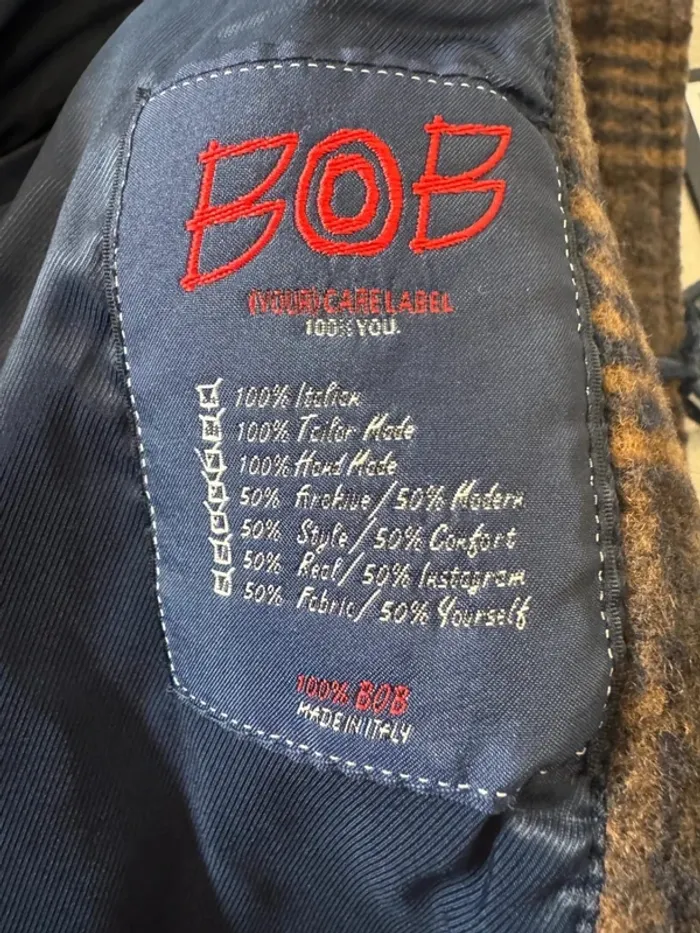 BOB
(YOUR) CARE LABEL
100% YOU.
100% Italian
100% Tailor Made
100% Hand Made
50% Archive / 50% Modern
50% Style / 50% Comfort
50% Real / 50% Instagram
50% Fabric / 50% Yourself
100% BOB
MADE IN ITALY